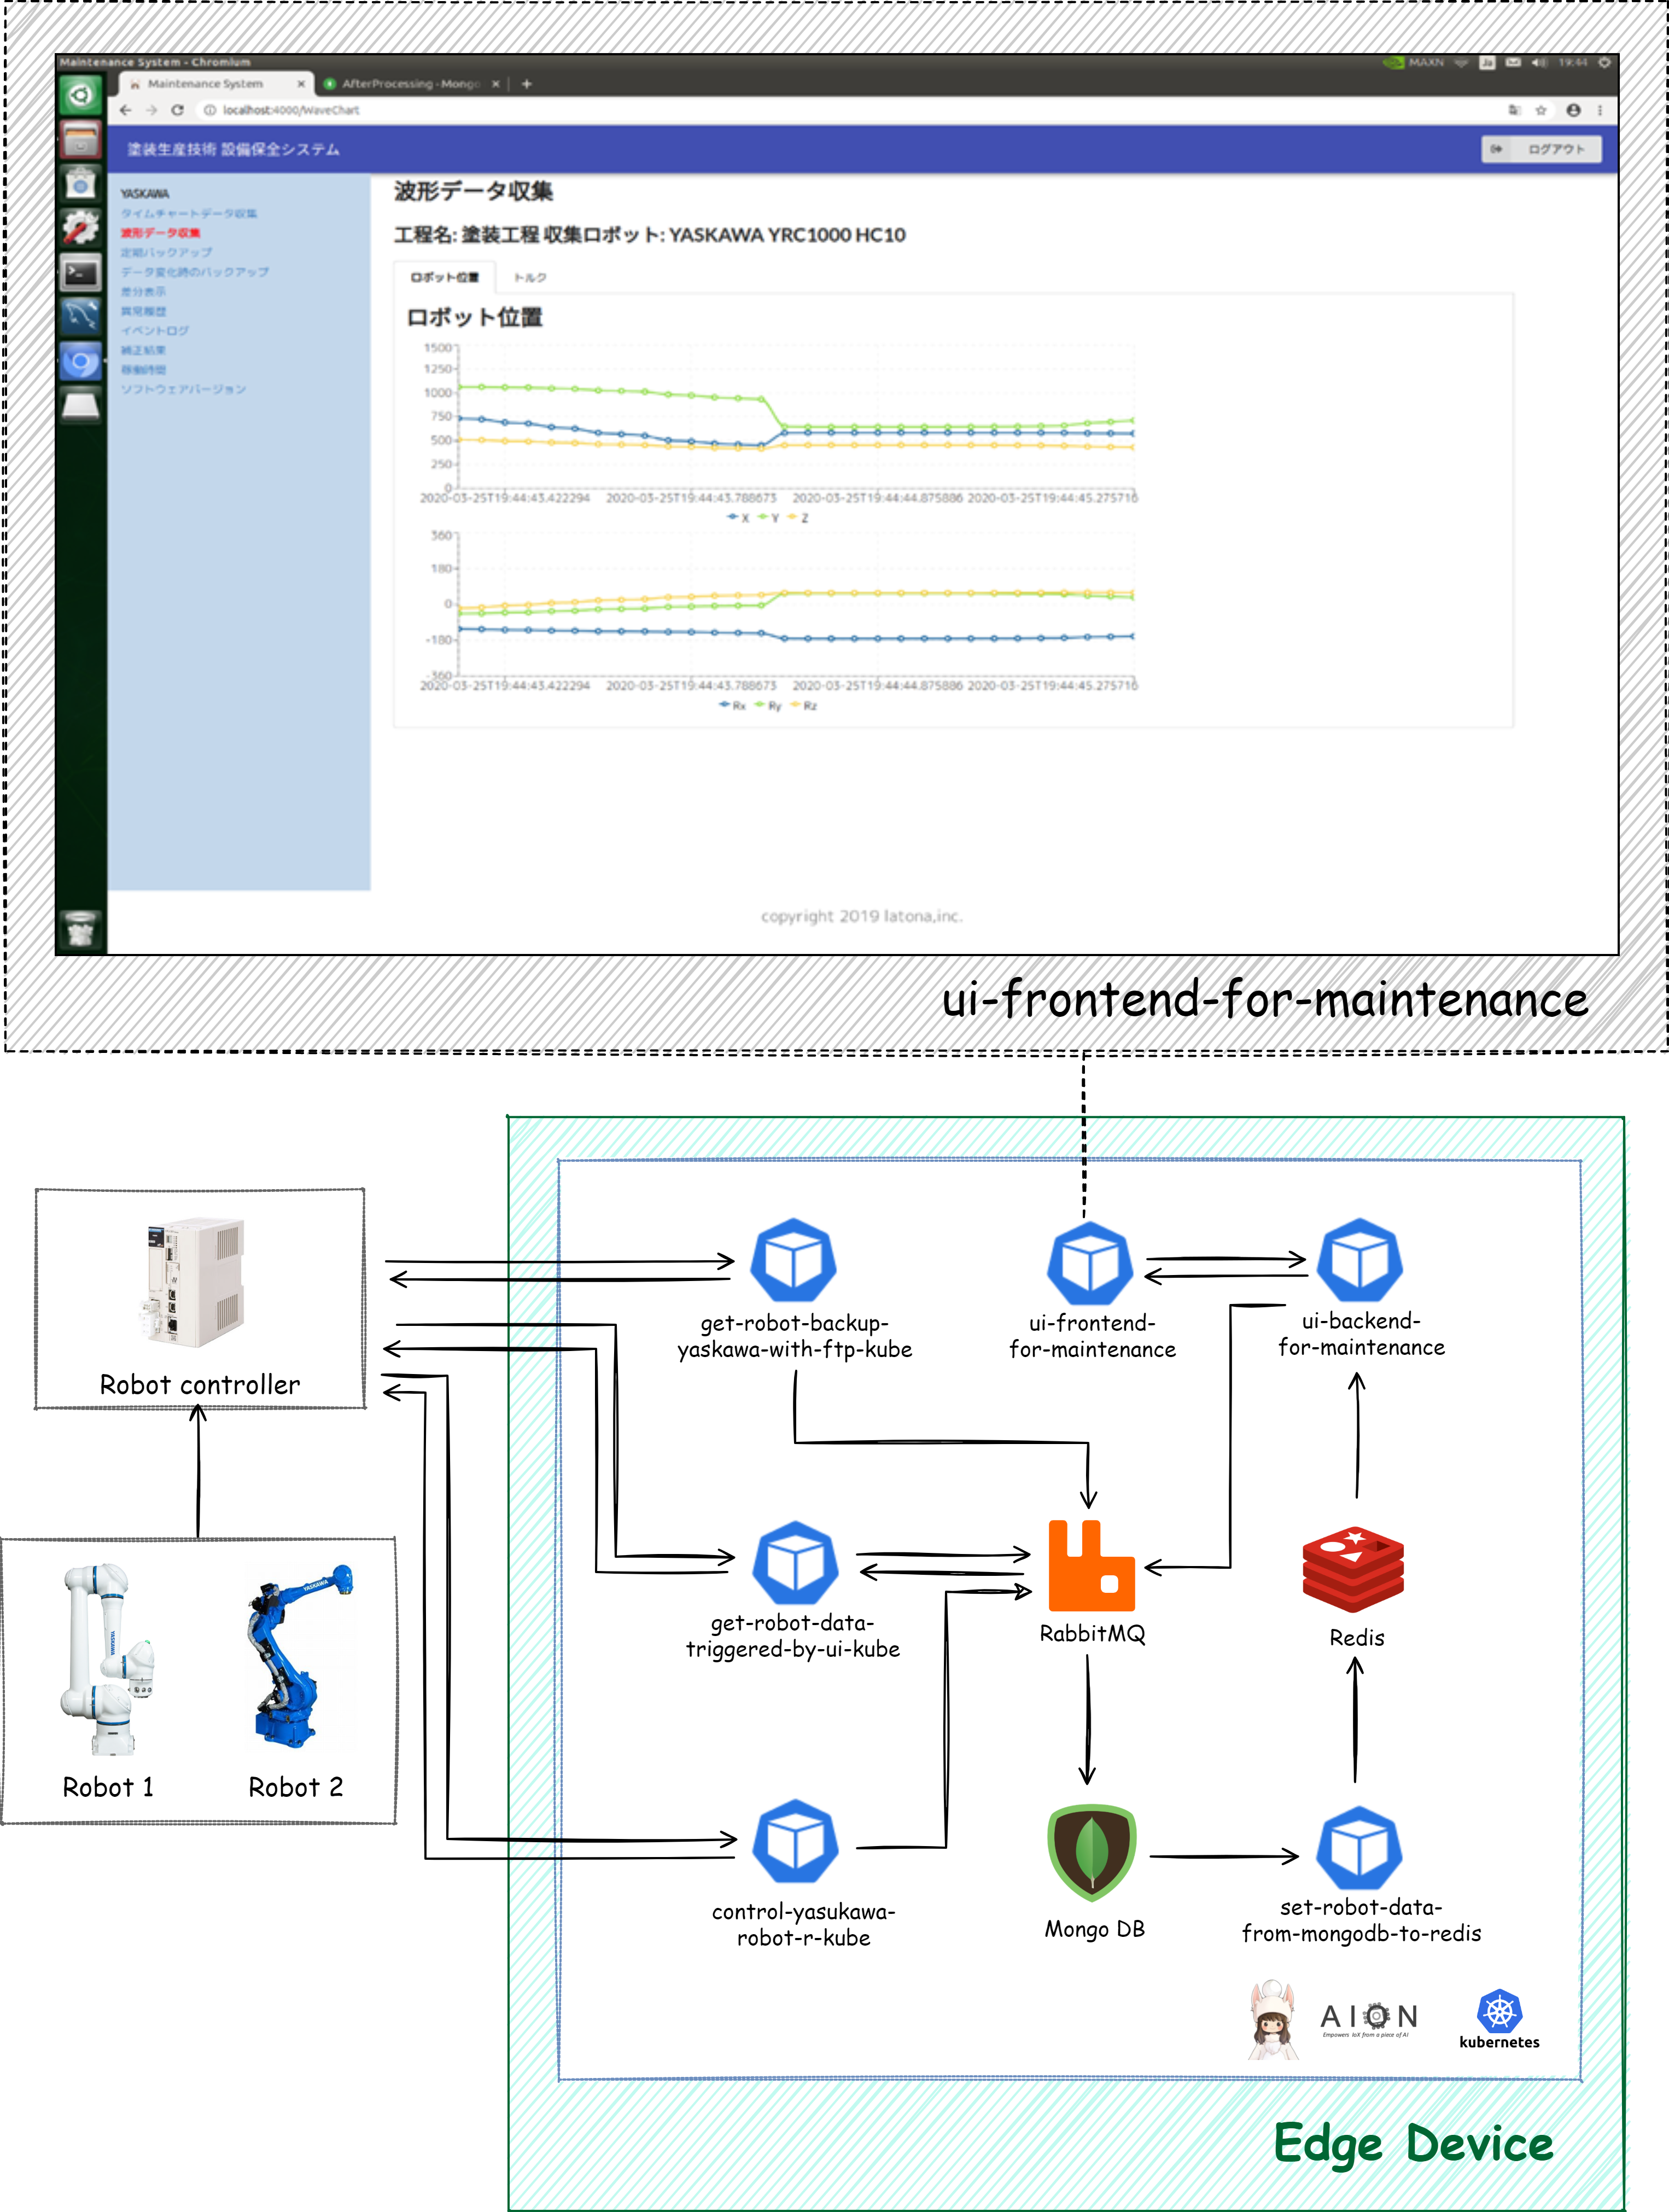 Maintenance System - Chromium
MAXN
Ja
19:44
Maintenance System
AfterProcessing - Mongo
localhost:4000/WaveChart
塗装生産技術 設備保全システム
ログアウト
YASKAWA
タイムチャートデータ収集
波形データ収集
定期バックアップ
データ変化時のバックアップ
差分表示
異常履歴
イベントログ
補正結果
稼働時間
ソフトウェアバージョン
波形データ収集
工程名: 塗装工程 収集ロボット: YASKAWA YRC1000 HC10
ロボット位置
トルク
ロボット位置
1500
1250
1000
750
500
250
0
2020-03-25T19:44:43.422294
2020-03-25T19:44:43.788673
2020-03-25T19:44:44.875886
2020-03-25T19:44:45.275716
X Y Z
360
180
0
-180
-360
2020-03-25T19:44:43.422294
2020-03-25T19:44:43.788673
2020-03-25T19:44:44.875886
2020-03-25T19:44:45.275716
Rx Ry Rz
copyright 2019 latona,inc.
ui-frontend-for-maintenance
Robot controller
YASKAWA
YASKAWA
Robot 1
Robot 2
get-robot-backup-
yaskawa-with-ftp-kube
ui-frontend-
for-maintenance
ui-backend-
for-maintenance
get-robot-data-
triggered-by-ui-kube
RabbitMQ
Redis
control-yasukawa-
robot-r-kube
Mongo DB
set-robot-data-
from-mongodb-to-redis
AION
Empowers IoX from a piece of AI
kubernetes
Edge Device